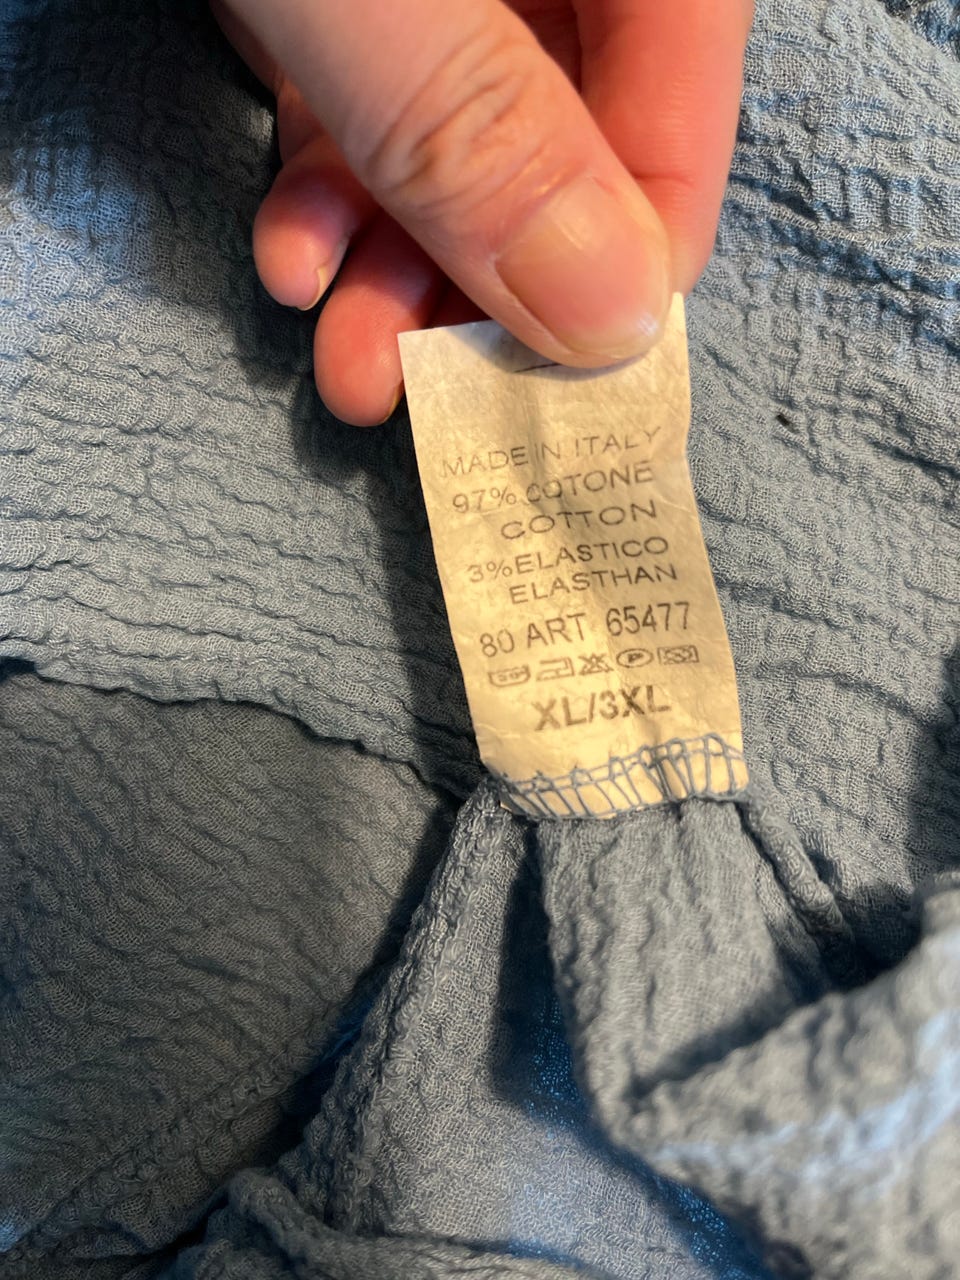 MADE IN ITALY
97% COTONE
COTTON
3%ELASTICO
ELASTHAN
80 ART 65477
XL/3XL